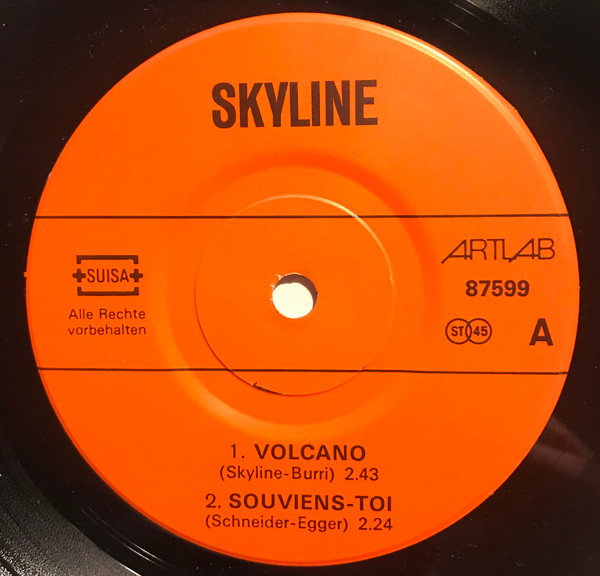 SKYLINE
ARTLAB
+SUISA+
87599
Alle Rechte
vorbehalten
ST 45
A
1. VOLCANO
(Skyline-Burri) 2.43
2. SOUVIENS-TOI
(Schneider-Egger) 2.24